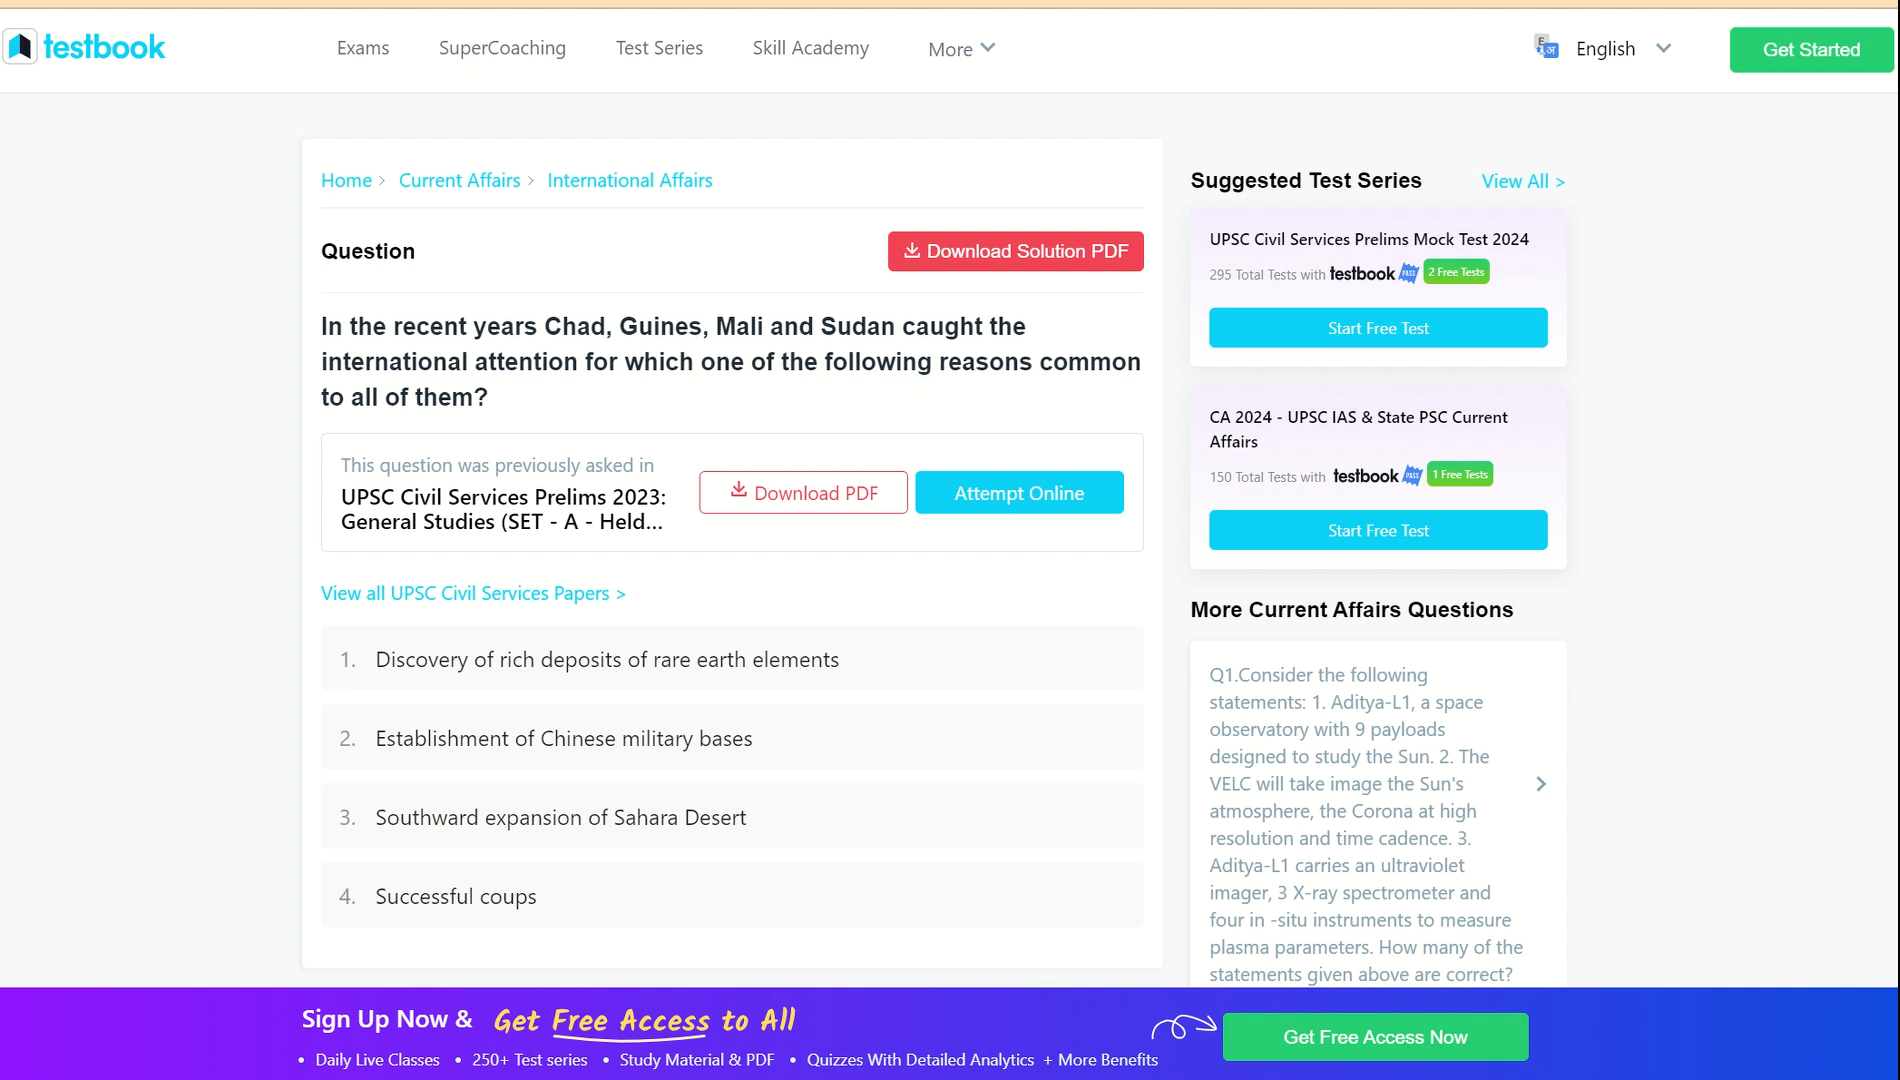 testbook
Exams
SuperCoaching
Test Series
Skill Academy
More
English
Get Started
Home > Current Affairs > International Affairs
Question
Download Solution PDF
In the recent years Chad, Guines, Mali and Sudan caught the
international attention for which one of the following reasons common
to all of them?
This question was previously asked in
UPSC Civil Services Prelims 2023:
General Studies (SET - A - Held...
Download PDF
Attempt Online
View all UPSC Civil Services Papers >
1. Discovery of rich deposits of rare earth elements
2. Establishment of Chinese military bases
3. Southward expansion of Sahara Desert
4. Successful coups
Suggested Test Series
View All >
UPSC Civil Services Prelims Mock Test 2024
295 Total Tests with testbook PASS 2 Free Tests
Start Free Test
CA 2024 - UPSC IAS & State PSC Current
Affairs
150 Total Tests with testbook PASS 1 Free Tests
Start Free Test
More Current Affairs Questions
Q1.Consider the following
statements: 1. Aditya-L1, a space
observatory with 9 payloads
designed to study the Sun. 2. The
VELC will take image the Sun's
atmosphere, the Corona at high
resolution and time cadence. 3.
Aditya-L1 carries an ultraviolet
imager, 3 X-ray spectrometer and
four in -situ instruments to measure
plasma parameters. How many of the
statements given above are correct?
Sign Up Now & Get Free Access to All
• Daily Live Classes • 250+ Test series • Study Material & PDF • Quizzes With Detailed Analytics + More Benefits
Get Free Access Now